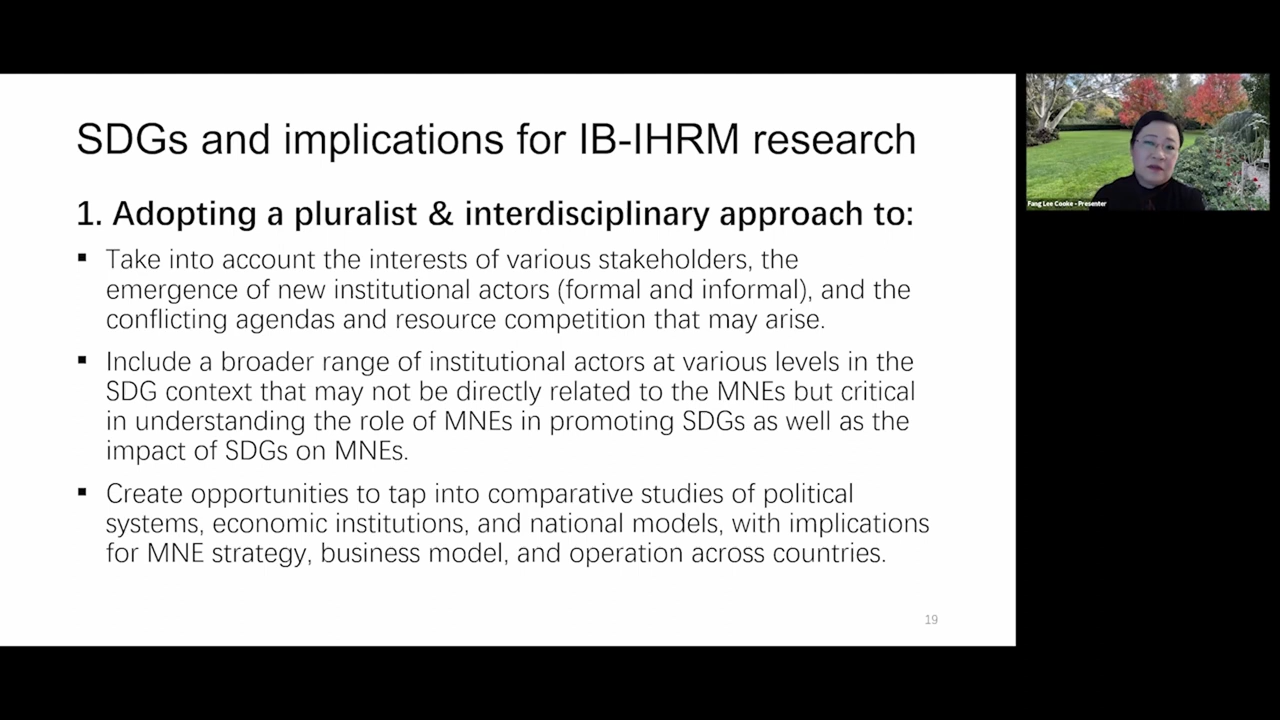 SDGs and implications for IB-IHRM research
1. Adopting a pluralist & interdisciplinary approach to:
▪ Take into account the interests of various stakeholders, the
emergence of new institutional actors (formal and informal), and the
conflicting agendas and resource competition that may arise.
▪ Include a broader range of institutional actors at various levels in the
SDG context that may not be directly related to the MNEs but critical
in understanding the role of MNEs in promoting SDGs as well as the
impact of SDGs on MNEs.
▪ Create opportunities to tap into comparative studies of political
systems, economic institutions, and national models, with implications
for MNE strategy, business model, and operation across countries.
19
Fang Lee Cooke - Presenter